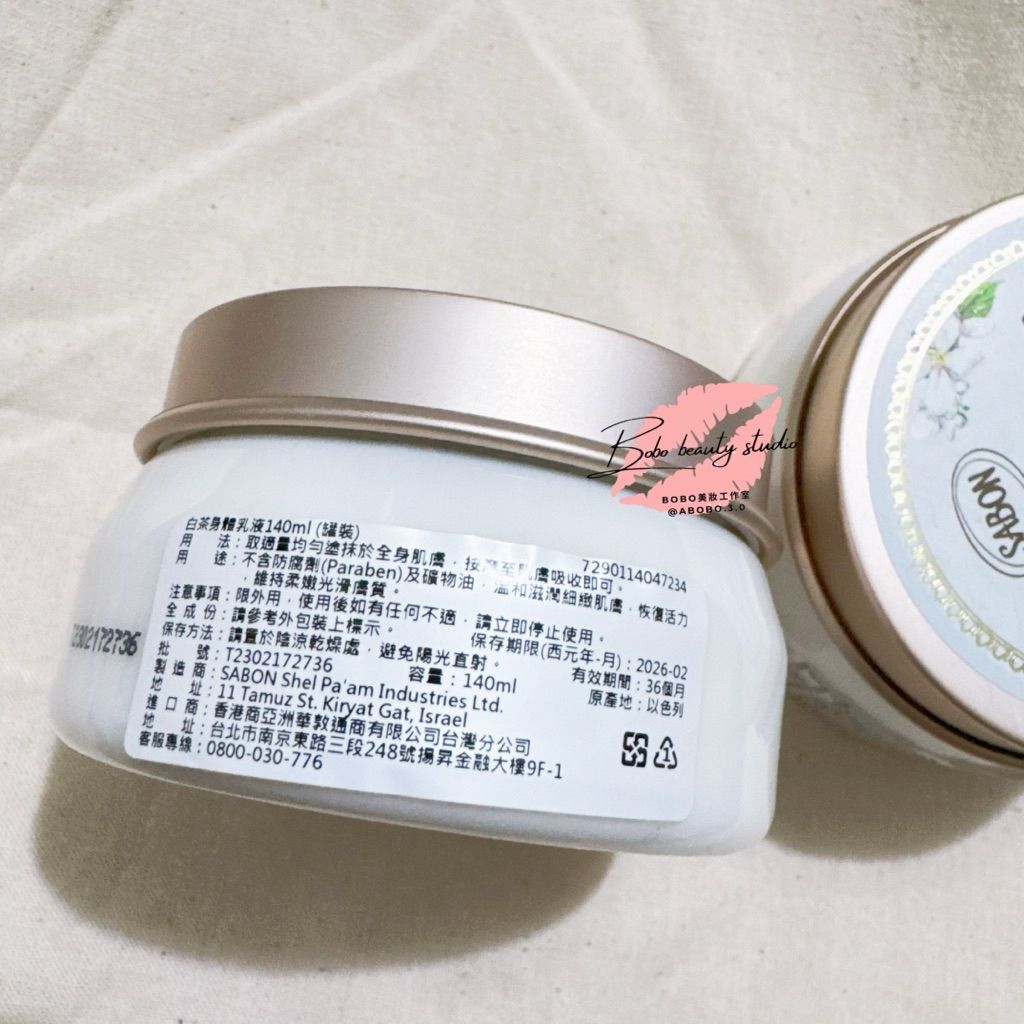 白茶身體乳液140ml (罐裝)
7290114047234
用 法：取適量均勻塗抹於全身肌膚，按摩至肌膚吸收即可。
用 途：不含防腐劑(Paraben)及礦物油，溫和滋潤細緻肌膚，恢復活力
，維持柔嫩光滑膚質。
注意事項：限外用，使用後如有任何不適，請立即停止使用。
全 成 份：請參考外包裝上標示。
保存期限(西元年-月)：2026-02
保存方法：請置於陰涼乾燥處，避免陽光直射。
有效期間：36個月
批 號：T2302172736
容量：140ml
原產地：以色列
製 造 商：SABON Shel Pa'am Industries Ltd.
地 址：11 Tamuz St. Kiryat Gat, Israel
進 口 商：香港商亞洲華敦通商有限公司台灣分公司
地 址：台北市南京東路三段248號揚昇金融大樓9F-1
客服專線：0800-030-776
2302172736
Bobo beauty studio
BOBO美妝工作室
@ABOBO.3.0
SABON